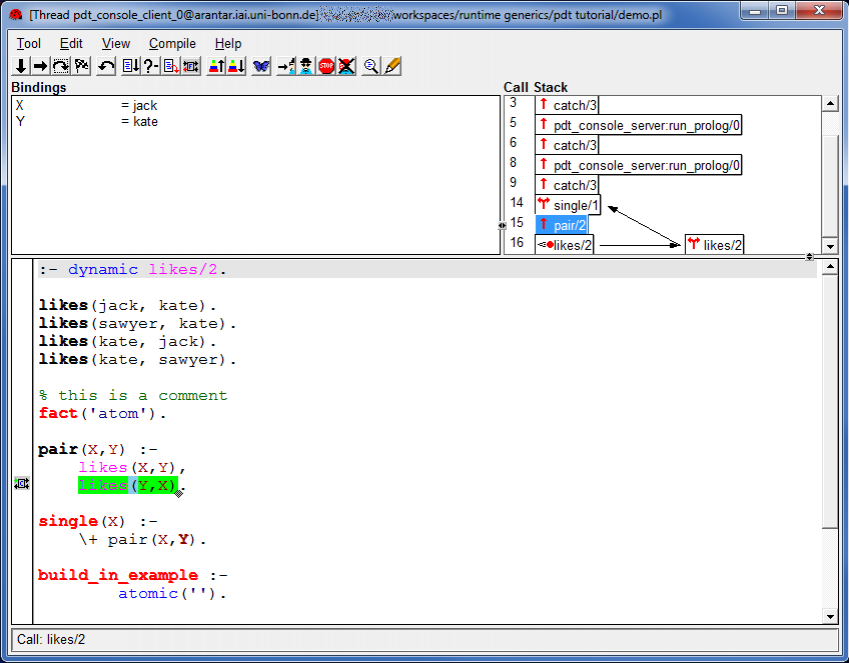 [Thread pdt_console_client_0@arantar.iai.uni-bonn.de] workspaces/runtime generics/pdt tutorial/demo.pl
Tool Edit View Compile Help
STOP
Bindings
X = jack
Y = kate
Call Stack
3 catch/3
5 pdt_console_server:run_prolog/0
6 catch/3
8 pdt_console_server:run_prolog/0
9 catch/3
14 single/1
15 pair/2
16 likes/2 likes/2
:- dynamic likes/2.
likes(jack, kate).
likes(sawyer, kate).
likes(kate, jack).
likes(kate, sawyer).
% this is a comment
fact('atom').
pair(X,Y) :-
likes(X,Y),
likes(Y,X).
single(X) :-
\+ pair(X,Y).
build_in_example :-
atomic('').
Call: likes/2